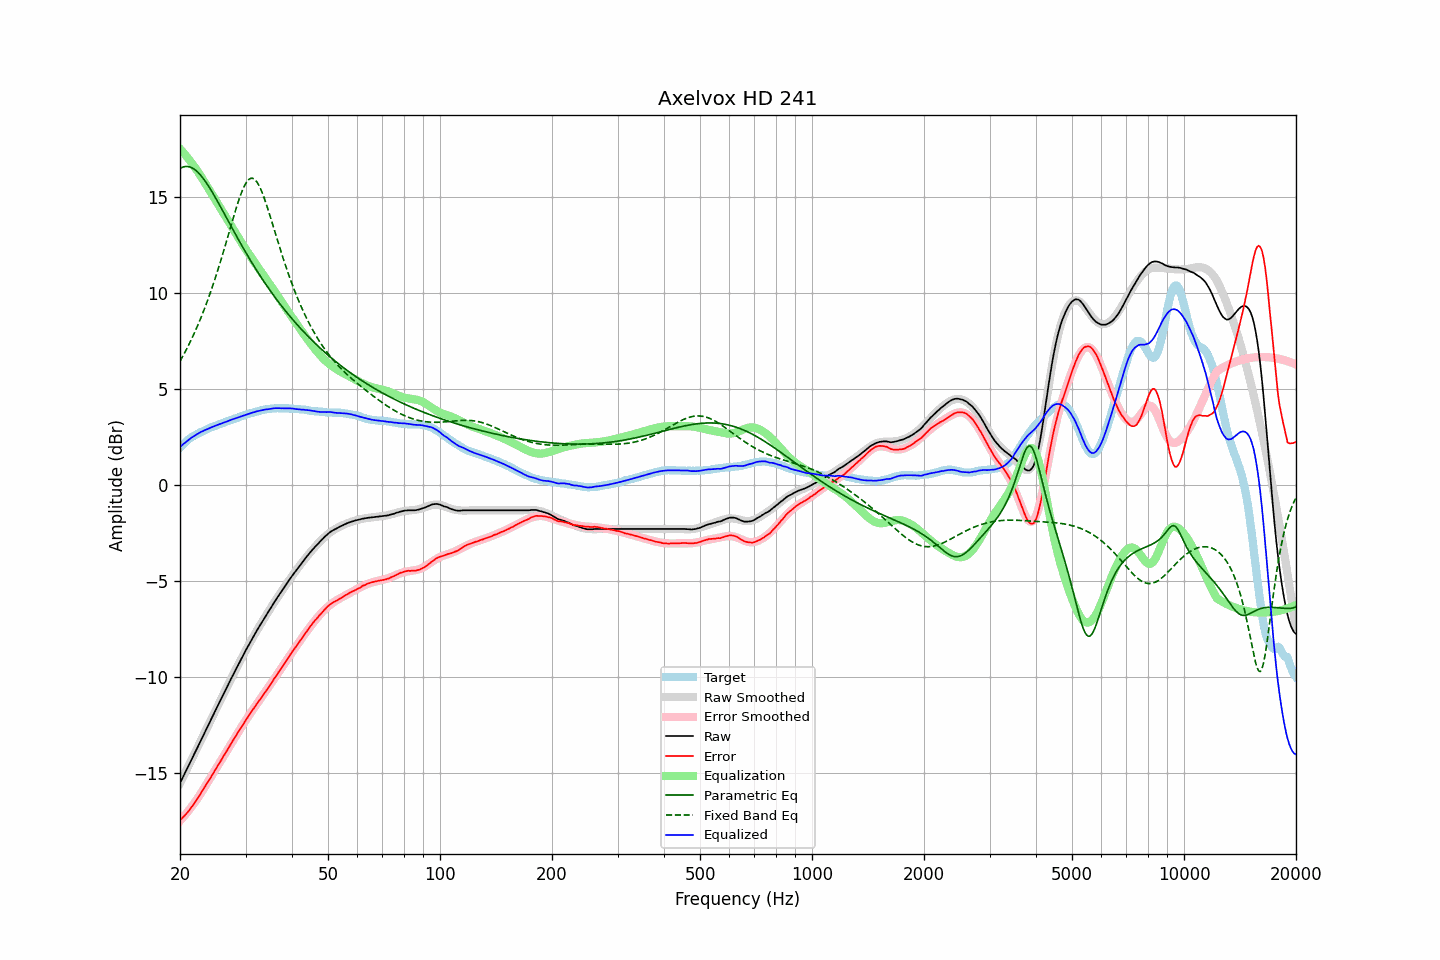 Axelvox HD 241
Amplitude (dBr)
15
10
5
0
−5
−10
−15
20
50
100
200
500
1000
2000
5000
10000
20000
Frequency (Hz)
Target
Raw Smoothed
Error Smoothed
Raw
Error
Equalization
Parametric Eq
Fixed Band Eq
Equalized